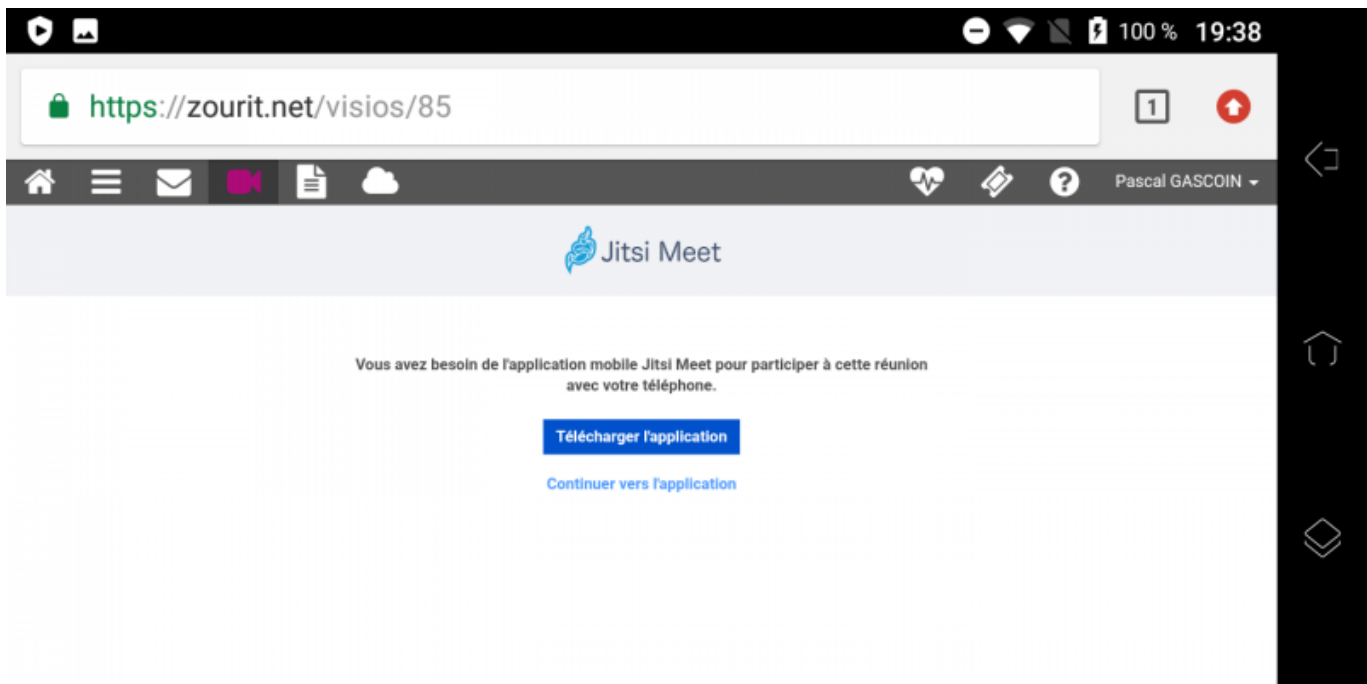 100 % 19:38
https://zourit.net/visios/85
1
Pascal GASCOIN
Jitsi Meet
Vous avez besoin de l'application mobile Jitsi Meet pour participer à cette réunion
avec votre téléphone.
Télécharger l'application
Continuer vers l'application